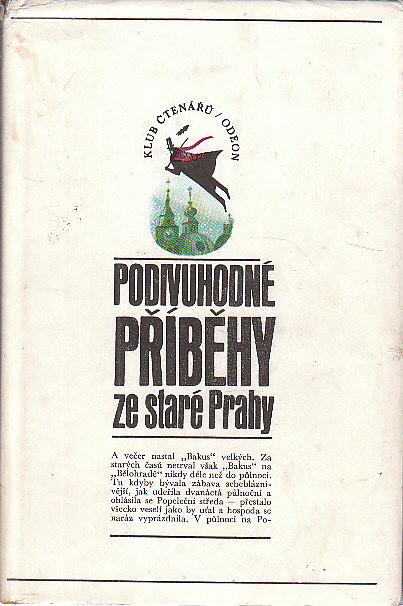 KLUB ČTENÁŘŮ / ODEON
PODIVUHODNÉ
PŘÍBĚHY
ze staré Prahy
A večer nastal „Bakus“ velkých. Za
starých časů netrval však „Bakus“ na
„Bělohradě“ nikdy déle než do půlnoci.
Tu kdyby bývala zábava sebeblázni-
vější, jak udeřila dvanáctá půlnoční a
ohlásila se Popeleční středa — přestalo
všecko veselí jako by uťal a hospoda se
naráz vyprázdnila. V půlnoci na Po-